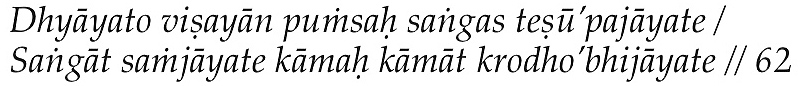 Dhyāyato viṣayān puṁsaḥ saṅgas teṣū’pajāyate /
Saṅgāt saṁjāyate kāmaḥ kāmāt krodho’bhijāyate // 62